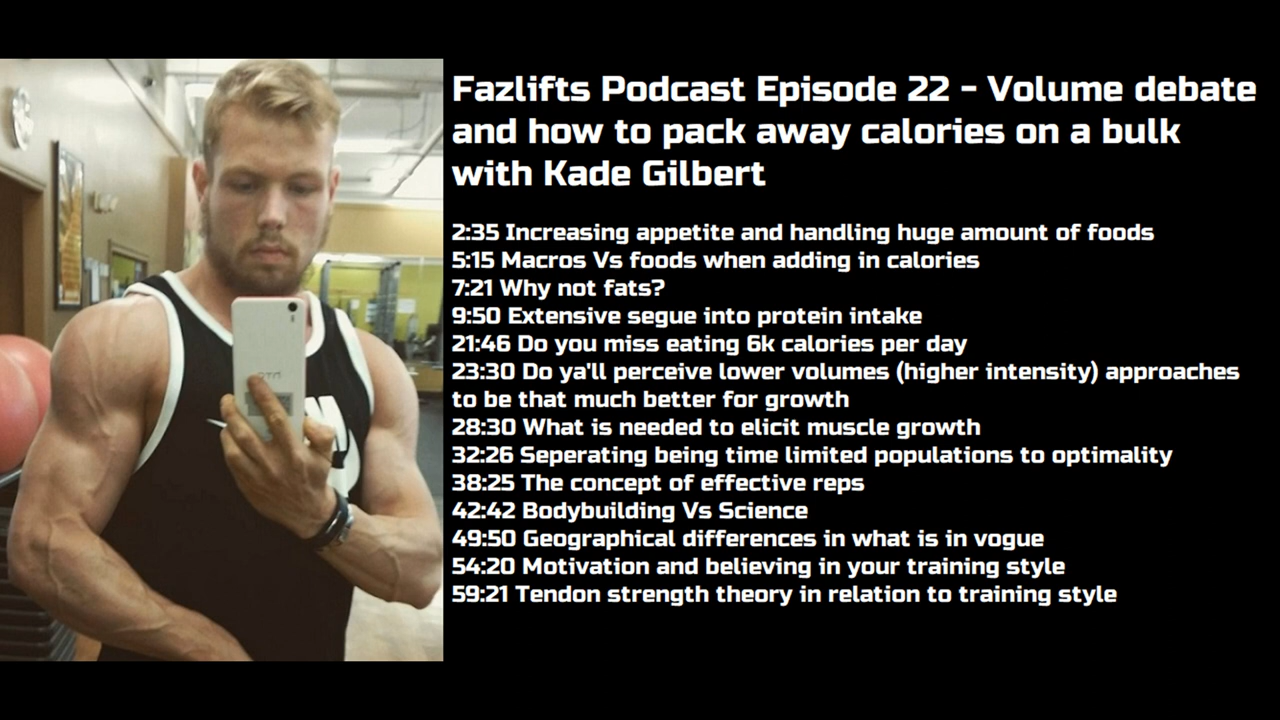 Fazlifts Podcast Episode 22 - Volume debate
and how to pack away calories on a bulk
with Kade Gilbert
2:35 Increasing appetite and handling huge amount of foods
5:15 Macros Vs foods when adding in calories
7:21 Why not fats?
9:50 Extensive segue into protein intake
21:46 Do you miss eating 6k calories per day
23:30 Do ya'll perceive lower volumes (higher intensity) approaches
to be that much better for growth
28:30 What is needed to elicit muscle growth
32:26 Seperating being time limited populations to optimality
38:25 The concept of effective reps
42:42 Bodybuilding Vs Science
49:50 Geographical differences in what is in vogue
54:20 Motivation and believing in your training style
59:21 Tendon strength theory in relation to training style